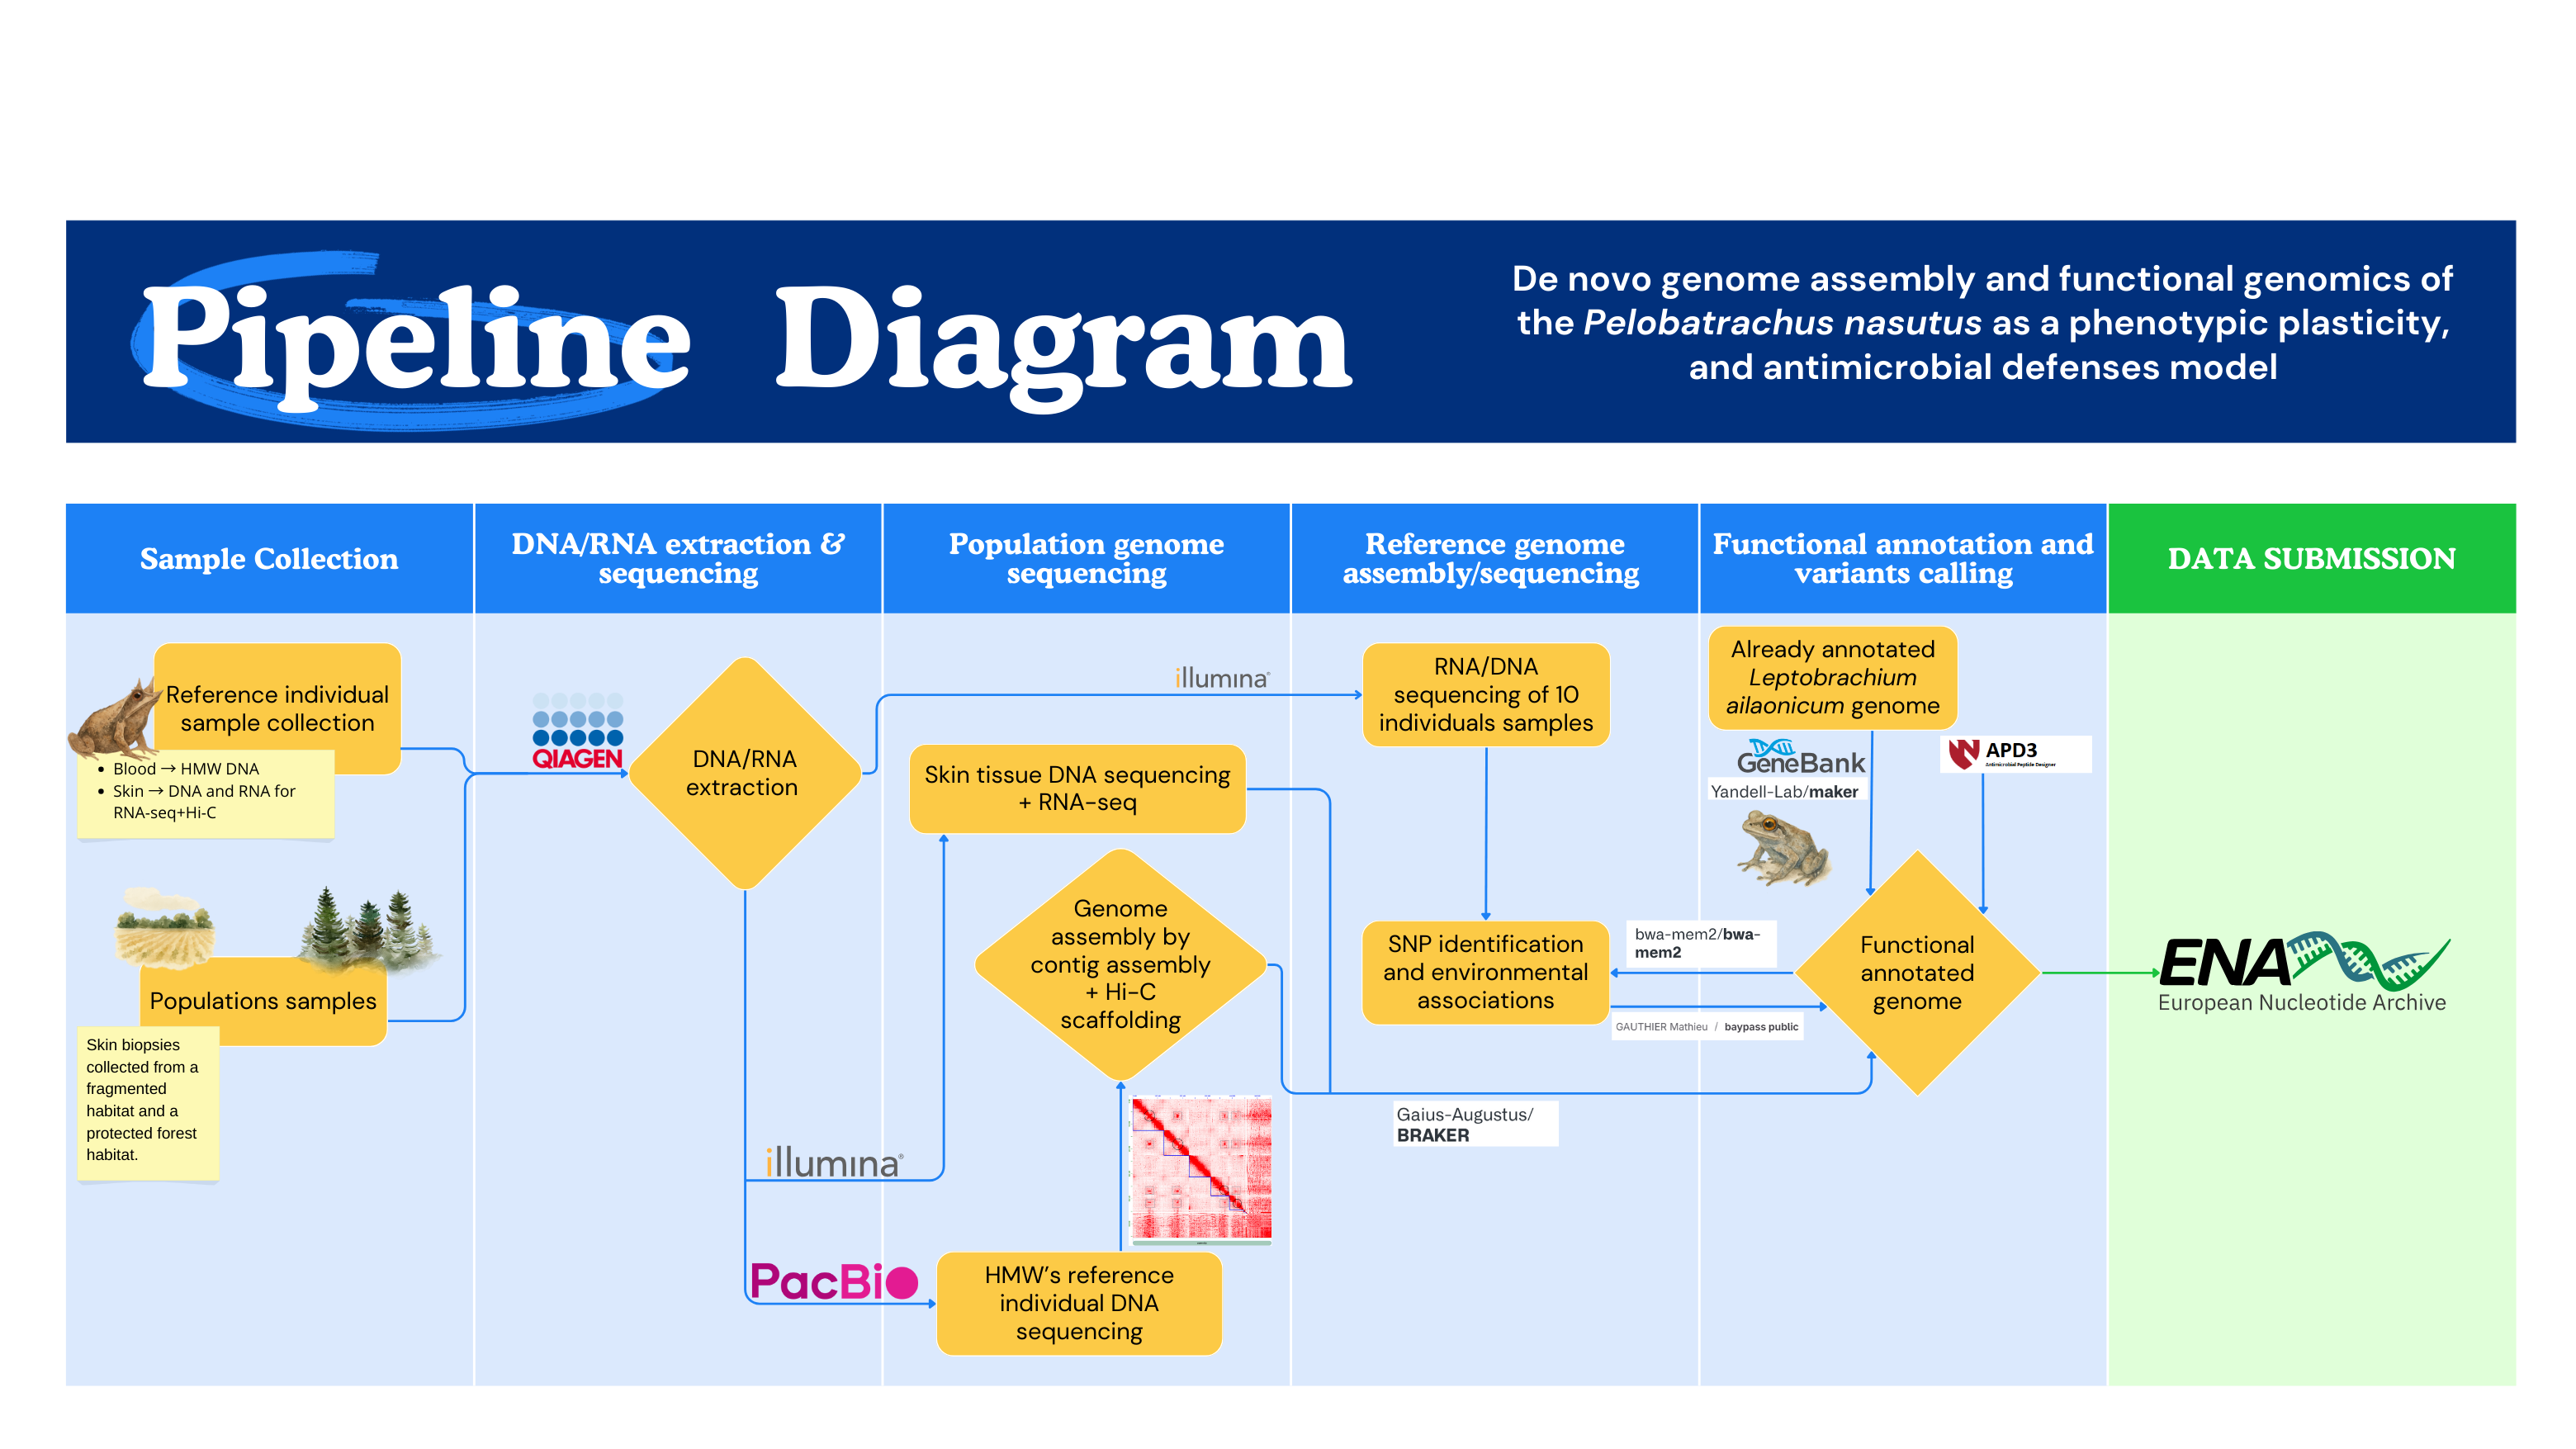 Pipeline Diagram
De novo genome assembly and functional genomics of
the Pelobatrachus nasutus as a phenotypic plasticity,
and antimicrobial defenses model
Sample Collection
DNA/RNA extraction &
sequencing
Population genome
sequencing
Reference genome
assembly/sequencing
Functional annotation and
variants calling
DATA SUBMISSION
Reference individual
sample collection
• Blood → HMW DNA
• Skin → DNA and RNA for
RNA-seq+Hi-C
Populations samples
Skin biopsies
collected from a
fragmented
habitat and a
protected forest
habitat.
QIAGEN
DNA/RNA
extraction
illumina®
PacBio
illumina®
Skin tissue DNA sequencing
+ RNA-seq
Genome
assembly by
contig assembly
+ Hi-C
scaffolding
HMW's reference
individual DNA
sequencing
RNA/DNA
sequencing of 10
individuals samples
SNP identification
and environmental
associations
Gaius-Augustus/
BRAKER
Already annotated
Leptobrachium
ailaonicum genome
GeneBank
Yandell-Lab/maker
APD3
Antimicrobial Peptide Designer
bwa-mem2/bwa-
mem2
GAUTHIER Mathieu / baypass public
Functional
annotated
genome
ENA
European Nucleotide Archive